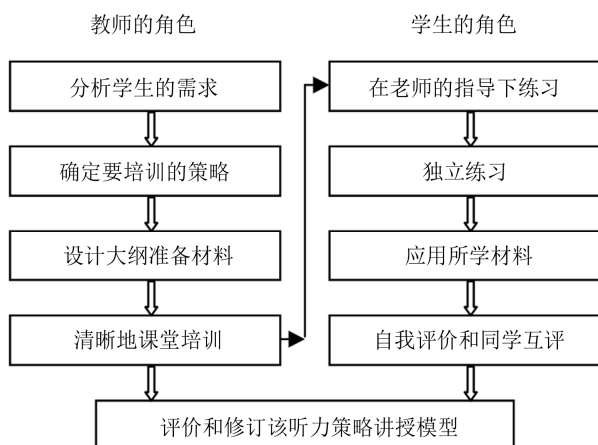 教师的角色
学生的角色
分析学生的需求
在老师的指导下练习
确定要培训的策略
独立练习
设计大纲准备材料
应用所学材料
清晰地课堂培训
自我评价和同学互评
评价和修订该听力策略讲授模型